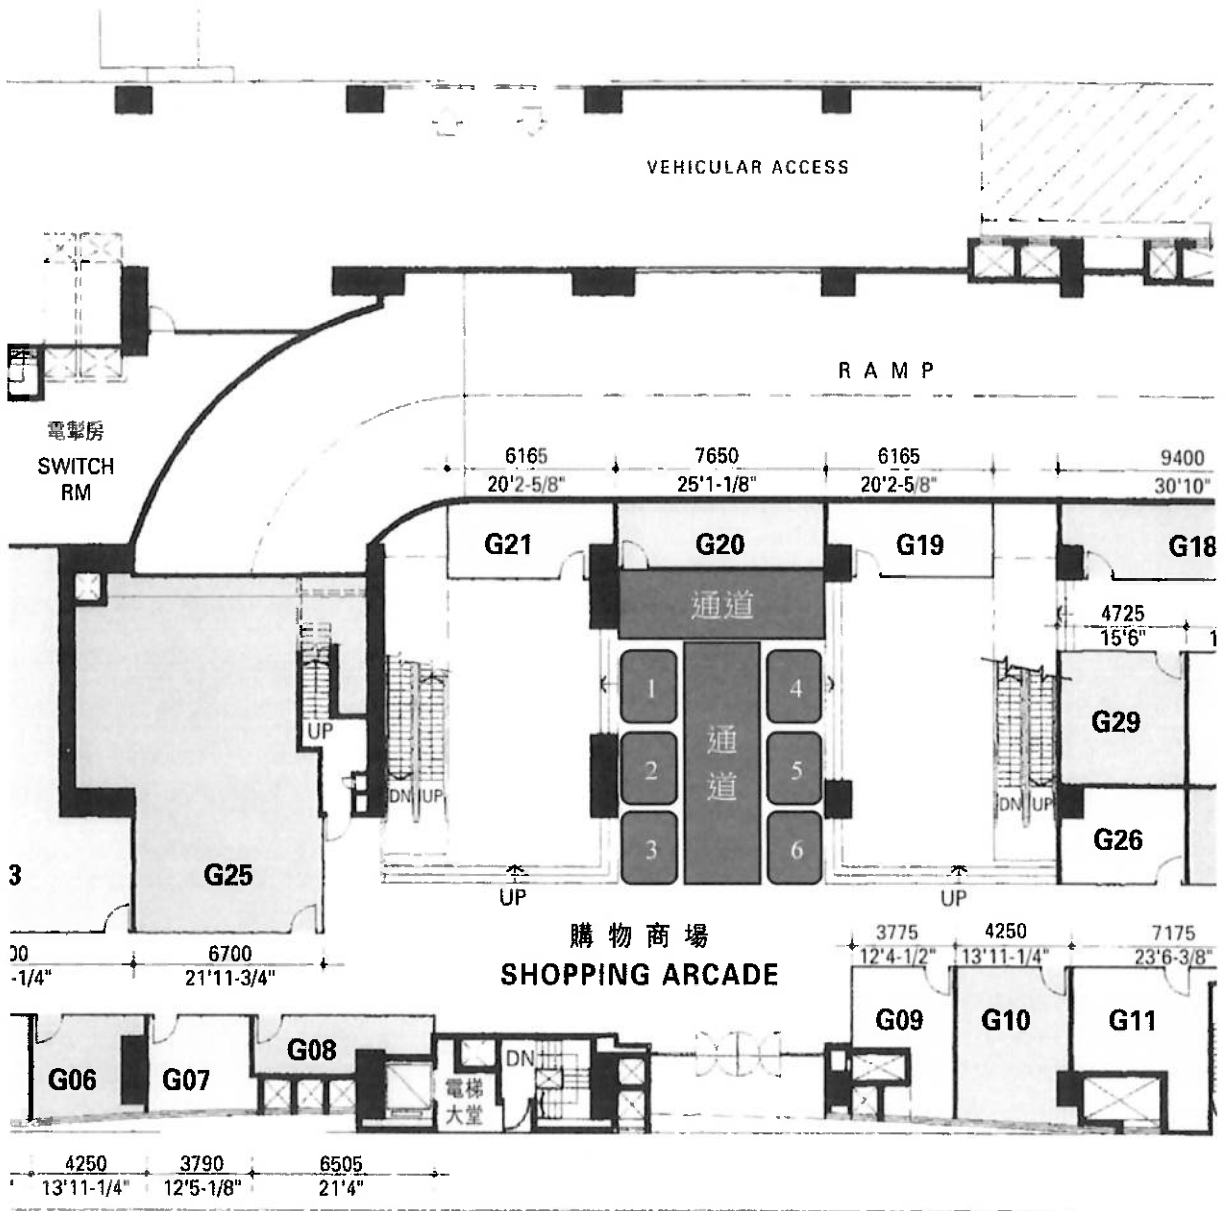 VEHICULAR ACCESS
RAMP
電掣房
SWITCH
RM
6165
20'2-5/8"
7650
25'1-1/8"
6165
20'2-5/8"
9400
30'10"
G21
G20
G19
G18
通道
4725
15'6"
1
1
4
G29
UP
通
道
2
5
DN
UP
DN
UP
G26
3
G25
3
6
UP
UP
購物商場
SHOPPING ARCADE
00
-1/4"
6700
21'11-3/4"
3775
12'4-1/2"
4250
13'11-1/4"
7175
23'6-3/8"
G09
G10
G11
G06
G07
G08
DN
電梯
大堂
4250
13'11-1/4"
3790
12'5-1/8"
6505
21'4"